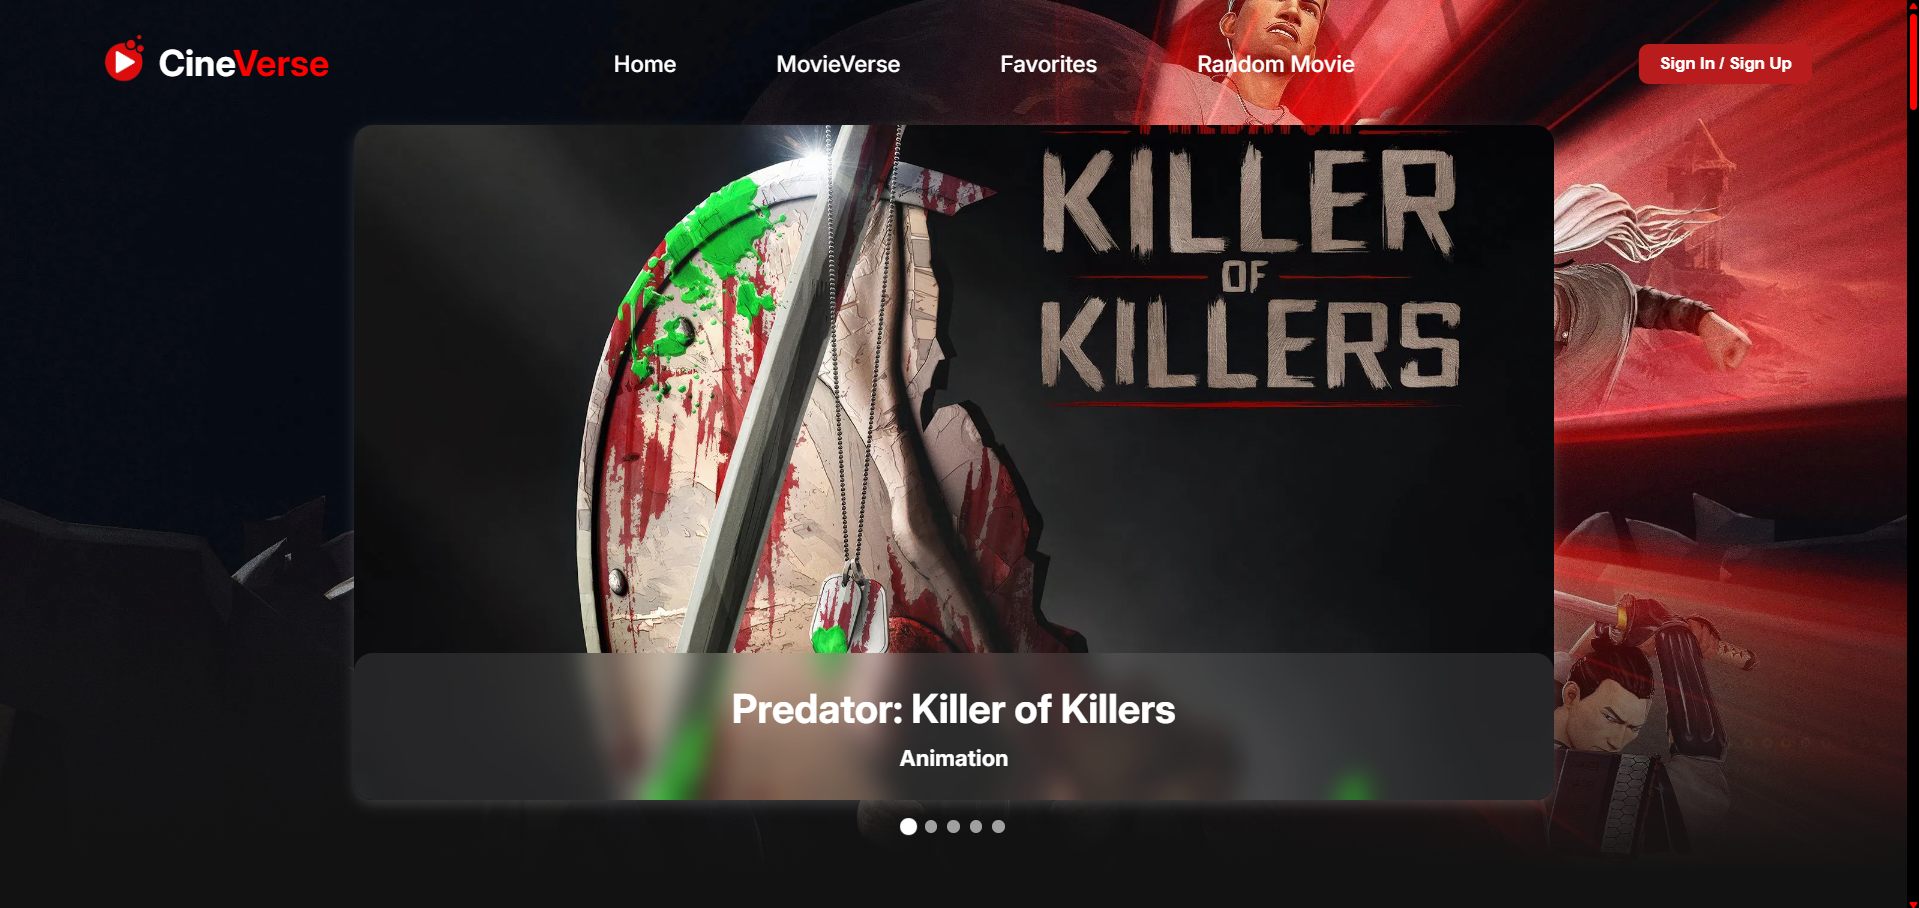 CineVerse
Home
MovieVerse
Favorites
Random Movie
Sign In / Sign Up
KILLER
OF
KILLERS
Predator: Killer of Killers
Animation